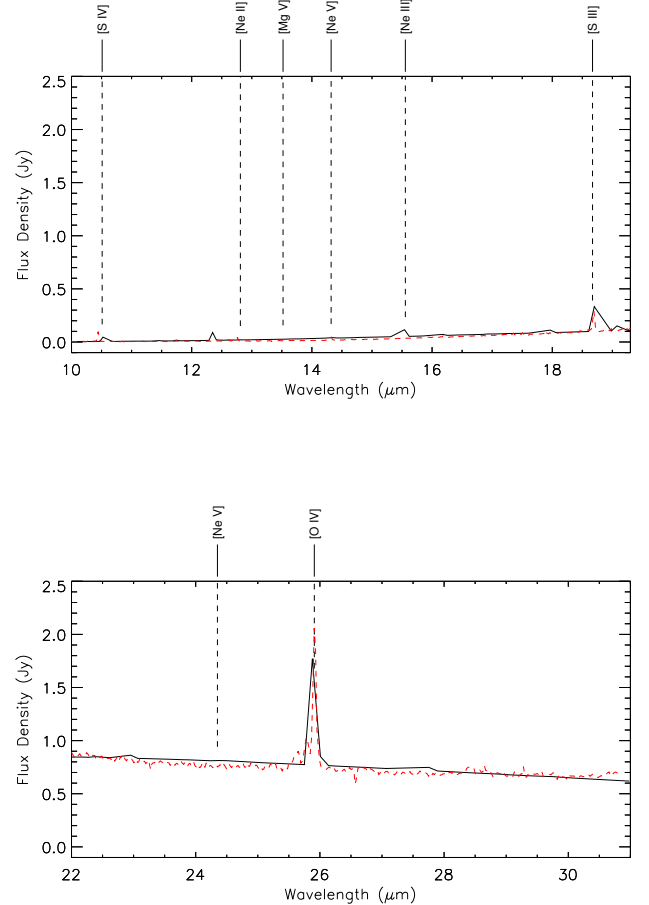 [S IV] [Ne II] [Mg V] [Ne V] [Ne III] [S III]
2.5
2.0
1.5
1.0
0.5
0.0
Flux Density (Jy)
10 12 14 16 18
Wavelength (μm)
[Ne V] [O IV]
2.5
2.0
1.5
1.0
0.5
0.0
Flux Density (Jy)
22 24 26 28 30
Wavelength (μm)